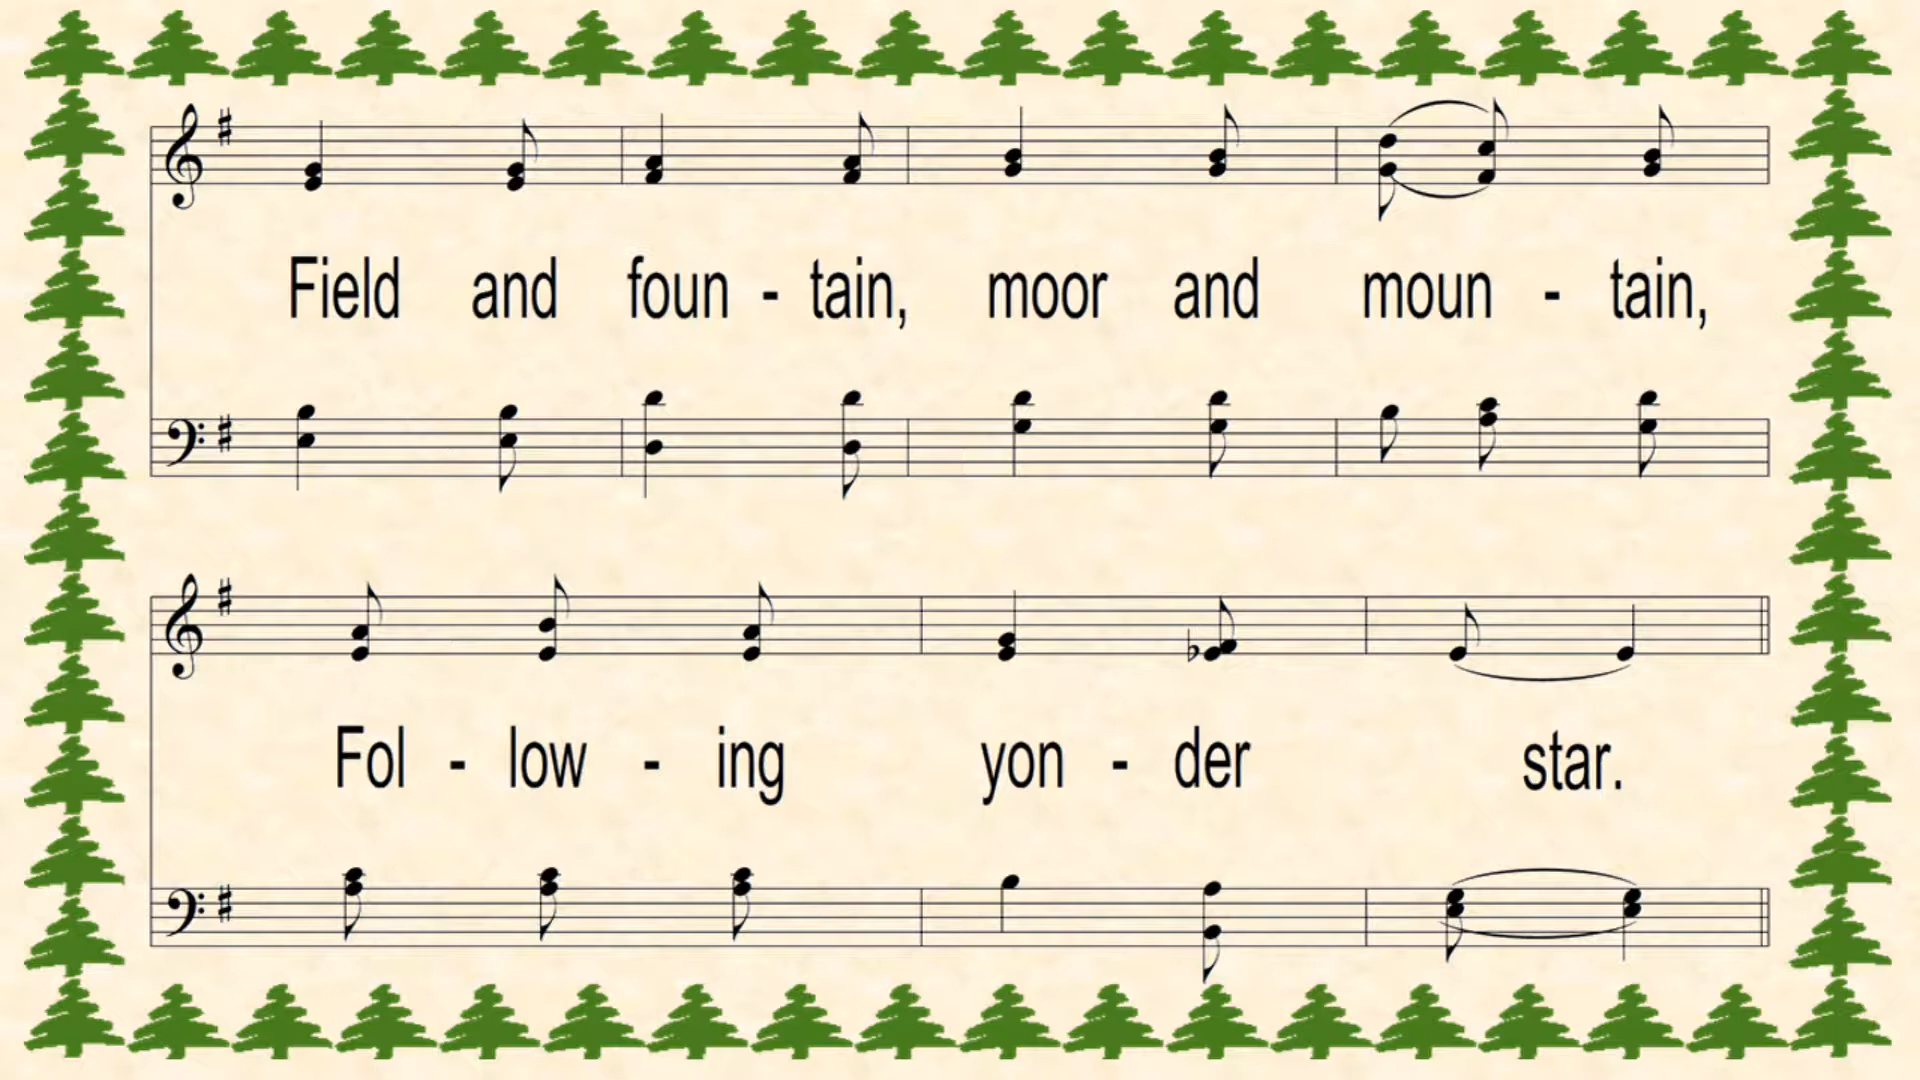 Field and foun - tain, moor and moun - tain,
Fol - low - ing yon - der star.